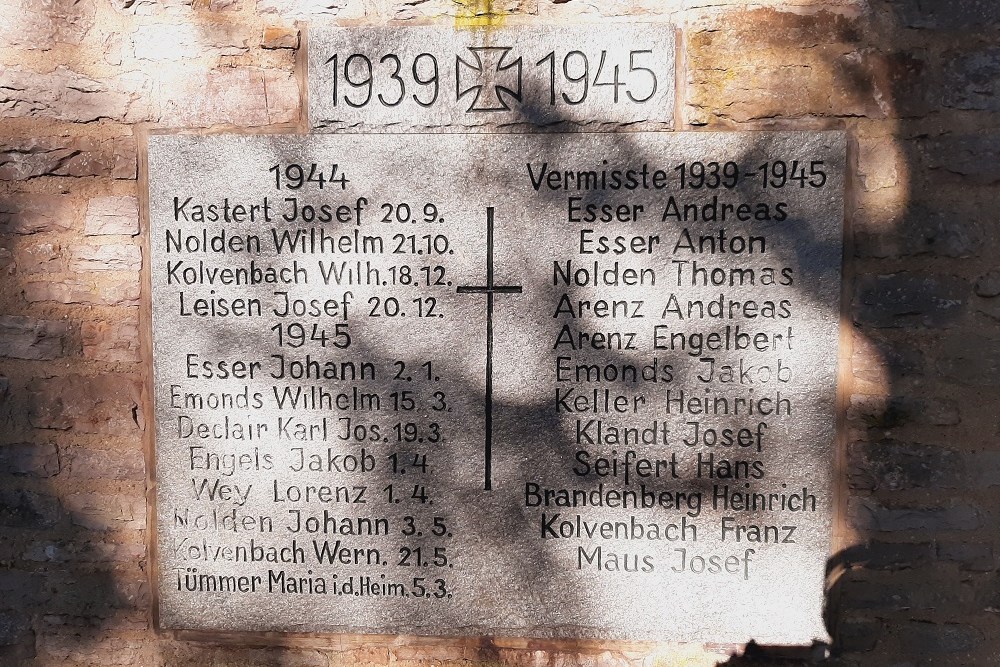 1939 1945
1944
Kastert Josef 20.9.
Nolden Wilhelm 21.10.
Kolvenbach Wilh. 18.12.
Leisen Josef 20.12.
1945
Esser Johann 2.1.
Emonds Wilhelm 15.3.
Declair Karl Jos. 19.3.
Engels Jakob 1.4.
Wey Lorenz 1.4.
Nolden Johann 3.5.
Kolvenbach Wern. 21.5.
Tümmer Maria i.d.Heim. 5.3.
Vermisste 1939-1945
Esser Andreas
Esser Anton
Nolden Thomas
Arenz Andreas
Arenz Engelbert
Emonds Jakob
Keller Heinrich
Klandt Josef
Seifert Hans
Brandenberg Heinrich
Kolvenbach Franz
Maus Josef